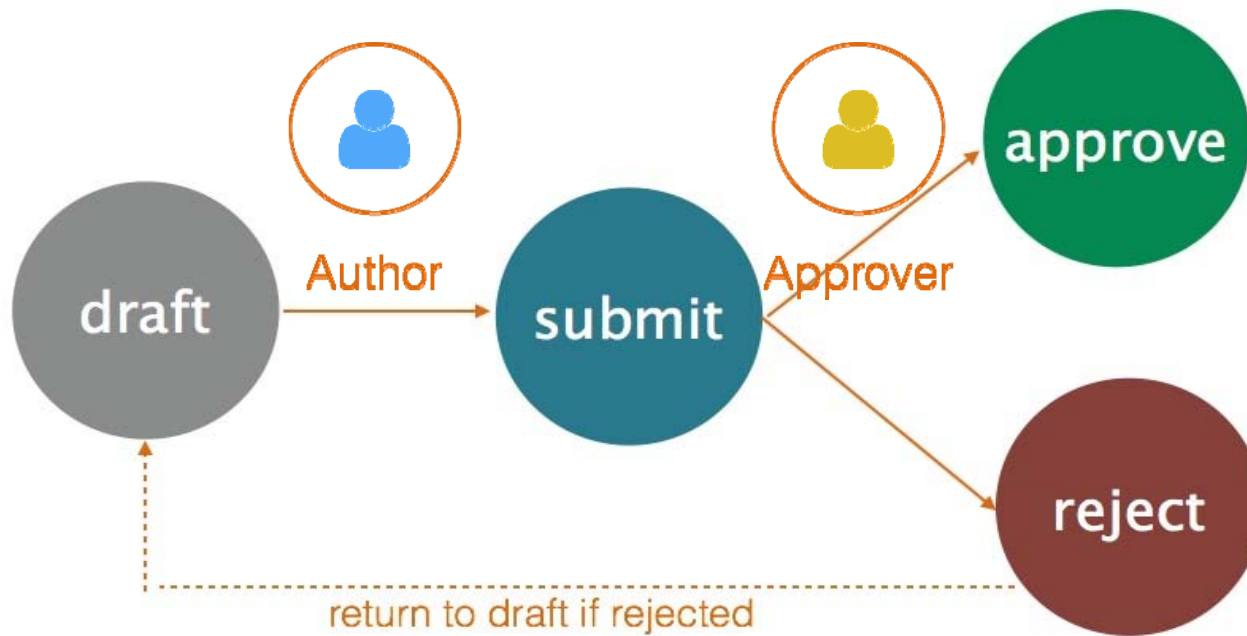 approve
Author
Approver
draft
submit
reject
return to draft if rejected